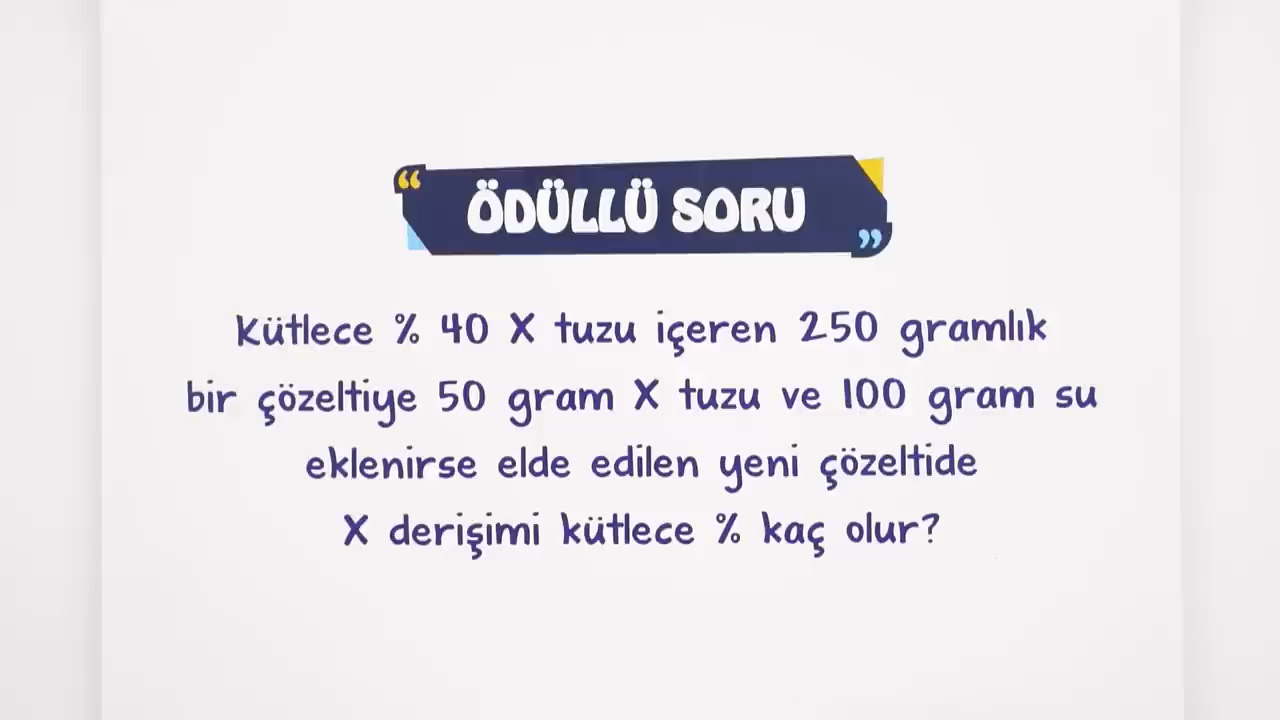 “ ÖDÜLLÜ SORU ”
Kütlece % 40 X tuzu içeren 250 gramlık
bir çözeltiye 50 gram X tuzu ve 100 gram su
eklenirse elde edilen yeni çözeltide
X derişimi kütlece % kaç olur?